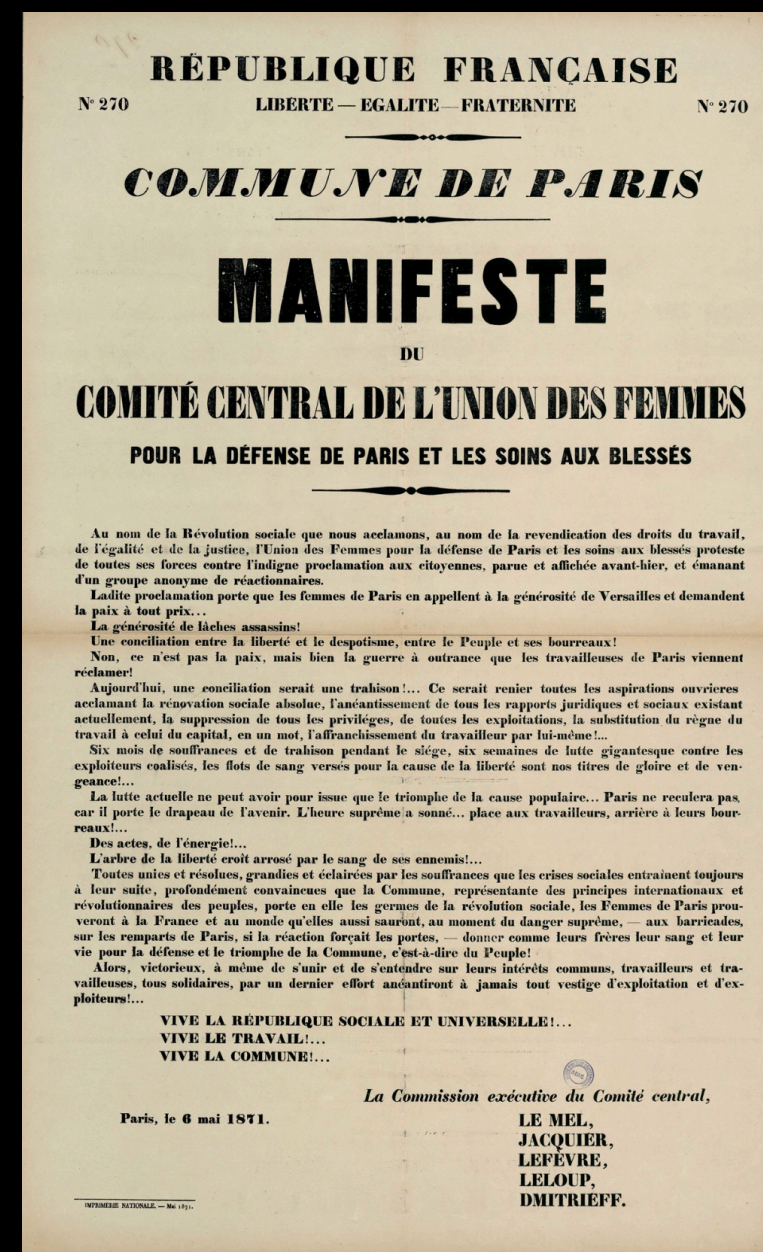 RÉPUBLIQUE FRANÇAISE
N° 270 LIBERTE — EGALITE — FRATERNITE N° 270
COMMUNE DE PARIS
MANIFESTE
DU
COMITÉ CENTRAL DE L'UNION DES FEMMES
POUR LA DÉFENSE DE PARIS ET LES SOINS AUX BLESSÉS
Au nom de la Révolution sociale que nous acclamons, au nom de la revendication des droits du travail,
de l'égalité et de la justice, l'Union des Femmes pour la défense de Paris et les soins aux blessés proteste
de toutes ses forces contre l'indigne proclamation aux citoyennes, parue et affichée avant-hier, et émanant
d'un groupe anonyme de réactionnaires.
Ladite proclamation porte que les femmes de Paris en appellent à la générosité de Versailles et demandent
la paix à tout prix...
La générosité de lâches assassins!
Une conciliation entre la liberté et le despotisme, entre le Peuple et ses bourreaux!
Non, ce n'est pas la paix, mais bien la guerre à outrance que les travailleuses de Paris viennent
réclamer!
Aujourd'hui, une conciliation serait une trahison!... Ce serait renier toutes les aspirations ouvrieres
acclamant la rénovation sociale absolue, l'anéantissement de tous les rapports juridiques et sociaux existant
actuellement, la suppression de tous les priviléges, de toutes les exploitations, la substitution du règne du
travail à celui du capital, en un mot, l'affranchissement du travailleur par lui-même!...
Six mois de souffrances et de trahison pendant le siége, six semaines de lutte gigantesque contre les
exploiteurs coalisés, les flots de sang versés pour la cause de la liberté sont nos titres de gloire et de ven-
geance!...
La lutte actuelle ne peut avoir pour issue que le triomphe de la cause populaire... Paris ne reculera pas,
car il porte le drapeau de l'avenir. L'heure suprême a sonné... place aux travailleurs, arrière à leurs bour-
reaux!...
Des actes, de l'énergie!...
L'arbre de la liberté croît arrosé par le sang de ses ennemis!...
Toutes unies et résolues, grandies et éclairées par les souffrances que les crises sociales entraînent toujours
à leur suite, profondément convaincues que la Commune, représentante des principes internationaux et
révolutionnaires des peuples, porte en elle les germes de la révolution sociale, les Femmes de Paris prou-
veront à la France et au monde qu'elles aussi sauront, au moment du danger suprême, — aux barricades,
sur les remparts de Paris, si la réaction forçait les portes, — donner comme leurs frères leur sang et leur
vie pour la défense et le triomphe de la Commune, c'est-à-dire du Peuple!
Alors, victorieux, à même de s'unir et de s'entendre sur leurs intérêts communs, travailleurs et tra-
vailleuses, tous solidaires, par un dernier effort anéantiront à jamais tout vestige d'exploitation et d'ex-
ploiteurs!...
VIVE LA RÉPUBLIQUE SOCIALE ET UNIVERSELLE!...
VIVE LE TRAVAIL!...
VIVE LA COMMUNE!...
La Commission exécutive du Comité central,
Paris, le 6 mai 1871.
LE MEL,
JACQUIER,
LEFÈVRE,
LELOUP,
DMITRIEFF.
IMPRIMERIE NATIONALE. — Mai 1871.